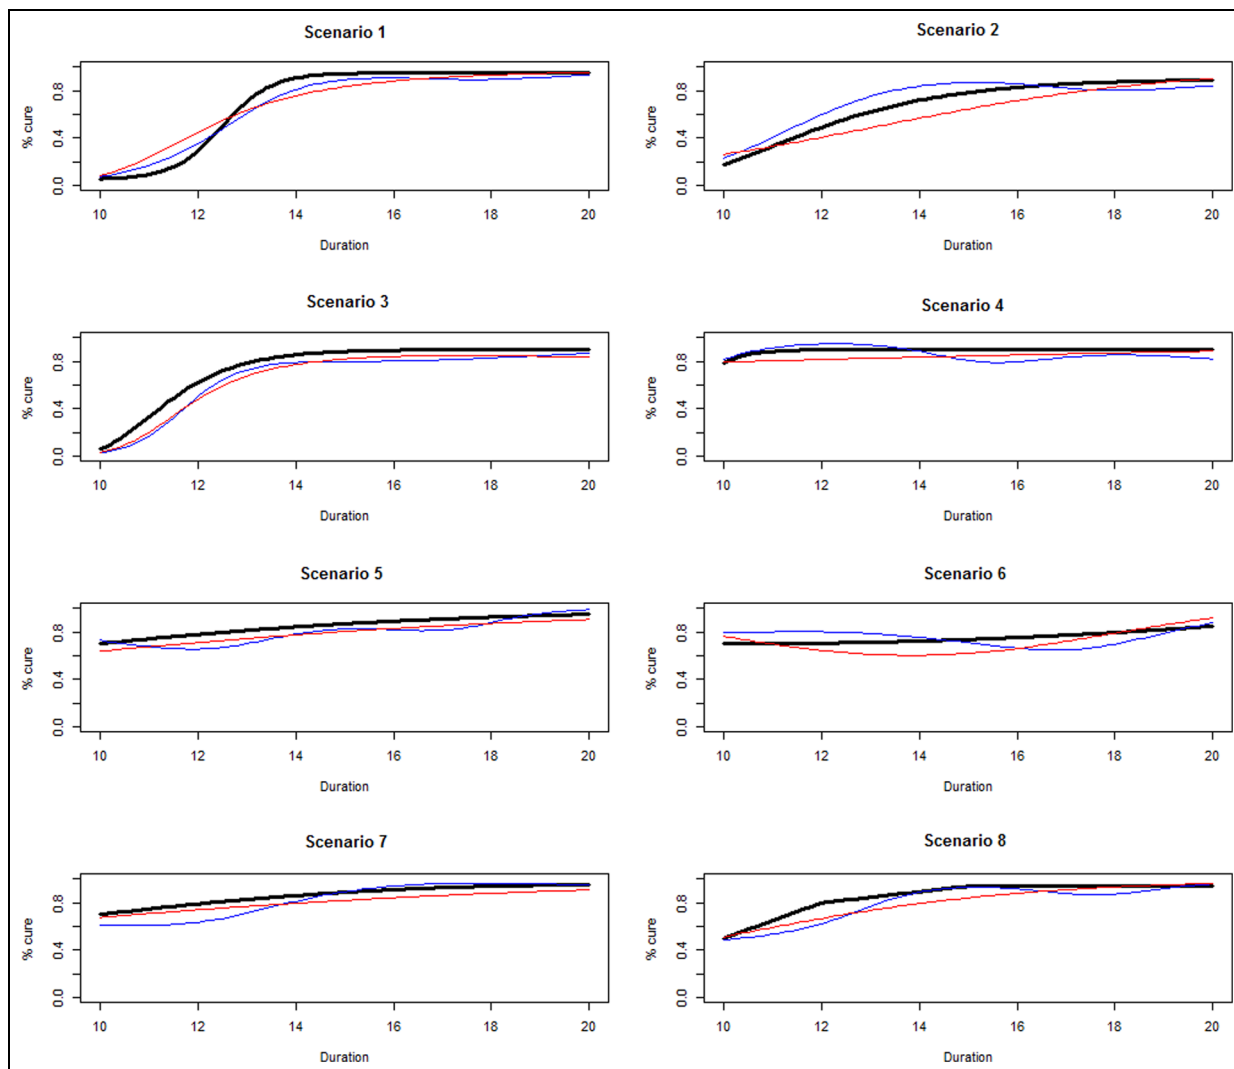 Scenario 1
% cure
0.0 0.4 0.8
10 12 14 16 18 20
Duration
Scenario 2
% cure
0.0 0.4 0.8
10 12 14 16 18 20
Duration
Scenario 3
% cure
0.0 0.4 0.8
10 12 14 16 18 20
Duration
Scenario 4
% cure
0.0 0.4 0.8
10 12 14 16 18 20
Duration
Scenario 5
% cure
0.0 0.4 0.8
10 12 14 16 18 20
Duration
Scenario 6
% cure
0.0 0.4 0.8
10 12 14 16 18 20
Duration
Scenario 7
% cure
0.0 0.4 0.8
10 12 14 16 18 20
Duration
Scenario 8
% cure
0.0 0.4 0.8
10 12 14 16 18 20
Duration